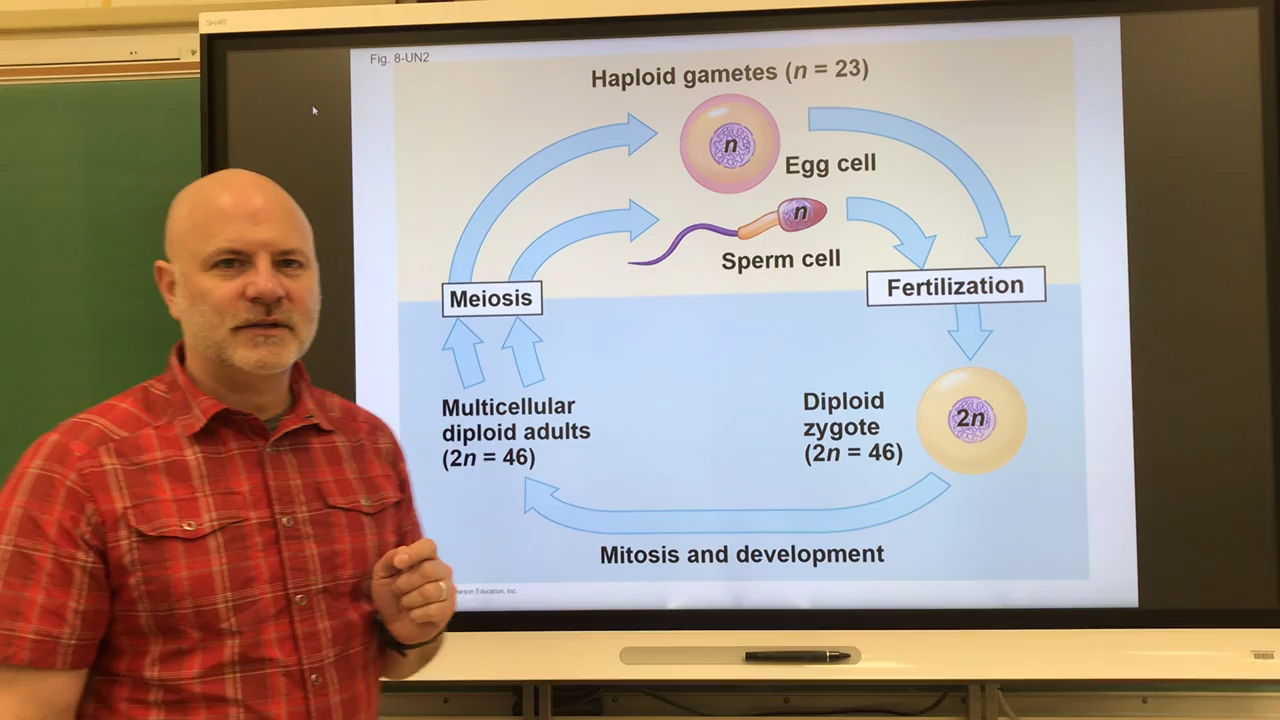 SMART
Fig. 8-UN2
Haploid gametes (n = 23)
n
Egg cell
n
Sperm cell
Meiosis
Fertilization
Multicellular
diploid adults
(2n = 46)
Diploid
zygote
(2n = 46)
2n
Mitosis and development
Education, Inc.